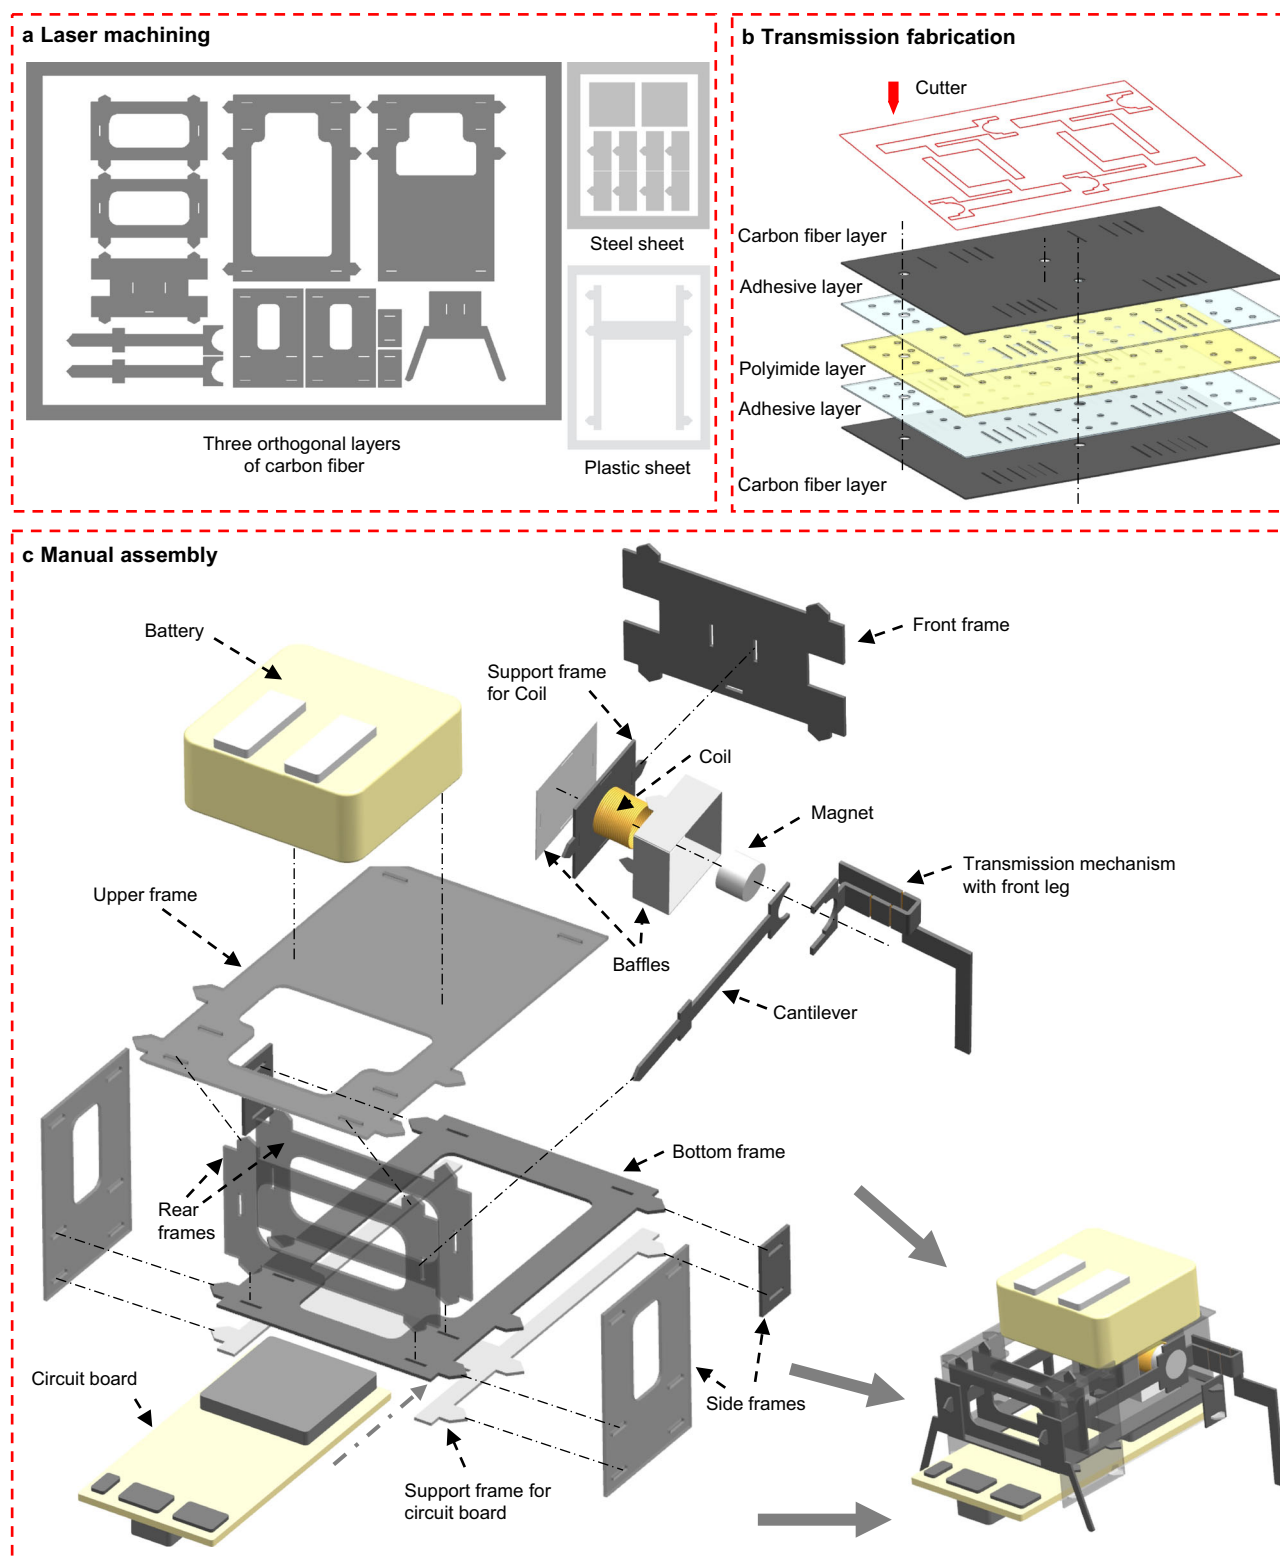 a Laser machining
Steel sheet
Three orthogonal layers
of carbon fiber
Plastic sheet
b Transmission fabrication
Cutter
Carbon fiber layer
Adhesive layer
Polyimide layer
Adhesive layer
Carbon fiber layer
c Manual assembly
Battery
Front frame
Support frame
for Coil
Coil
Magnet
Transmission mechanism
with front leg
Upper frame
Baffles
Cantilever
Bottom frame
Rear
frames
Side frames
Circuit board
Support frame for
circuit board